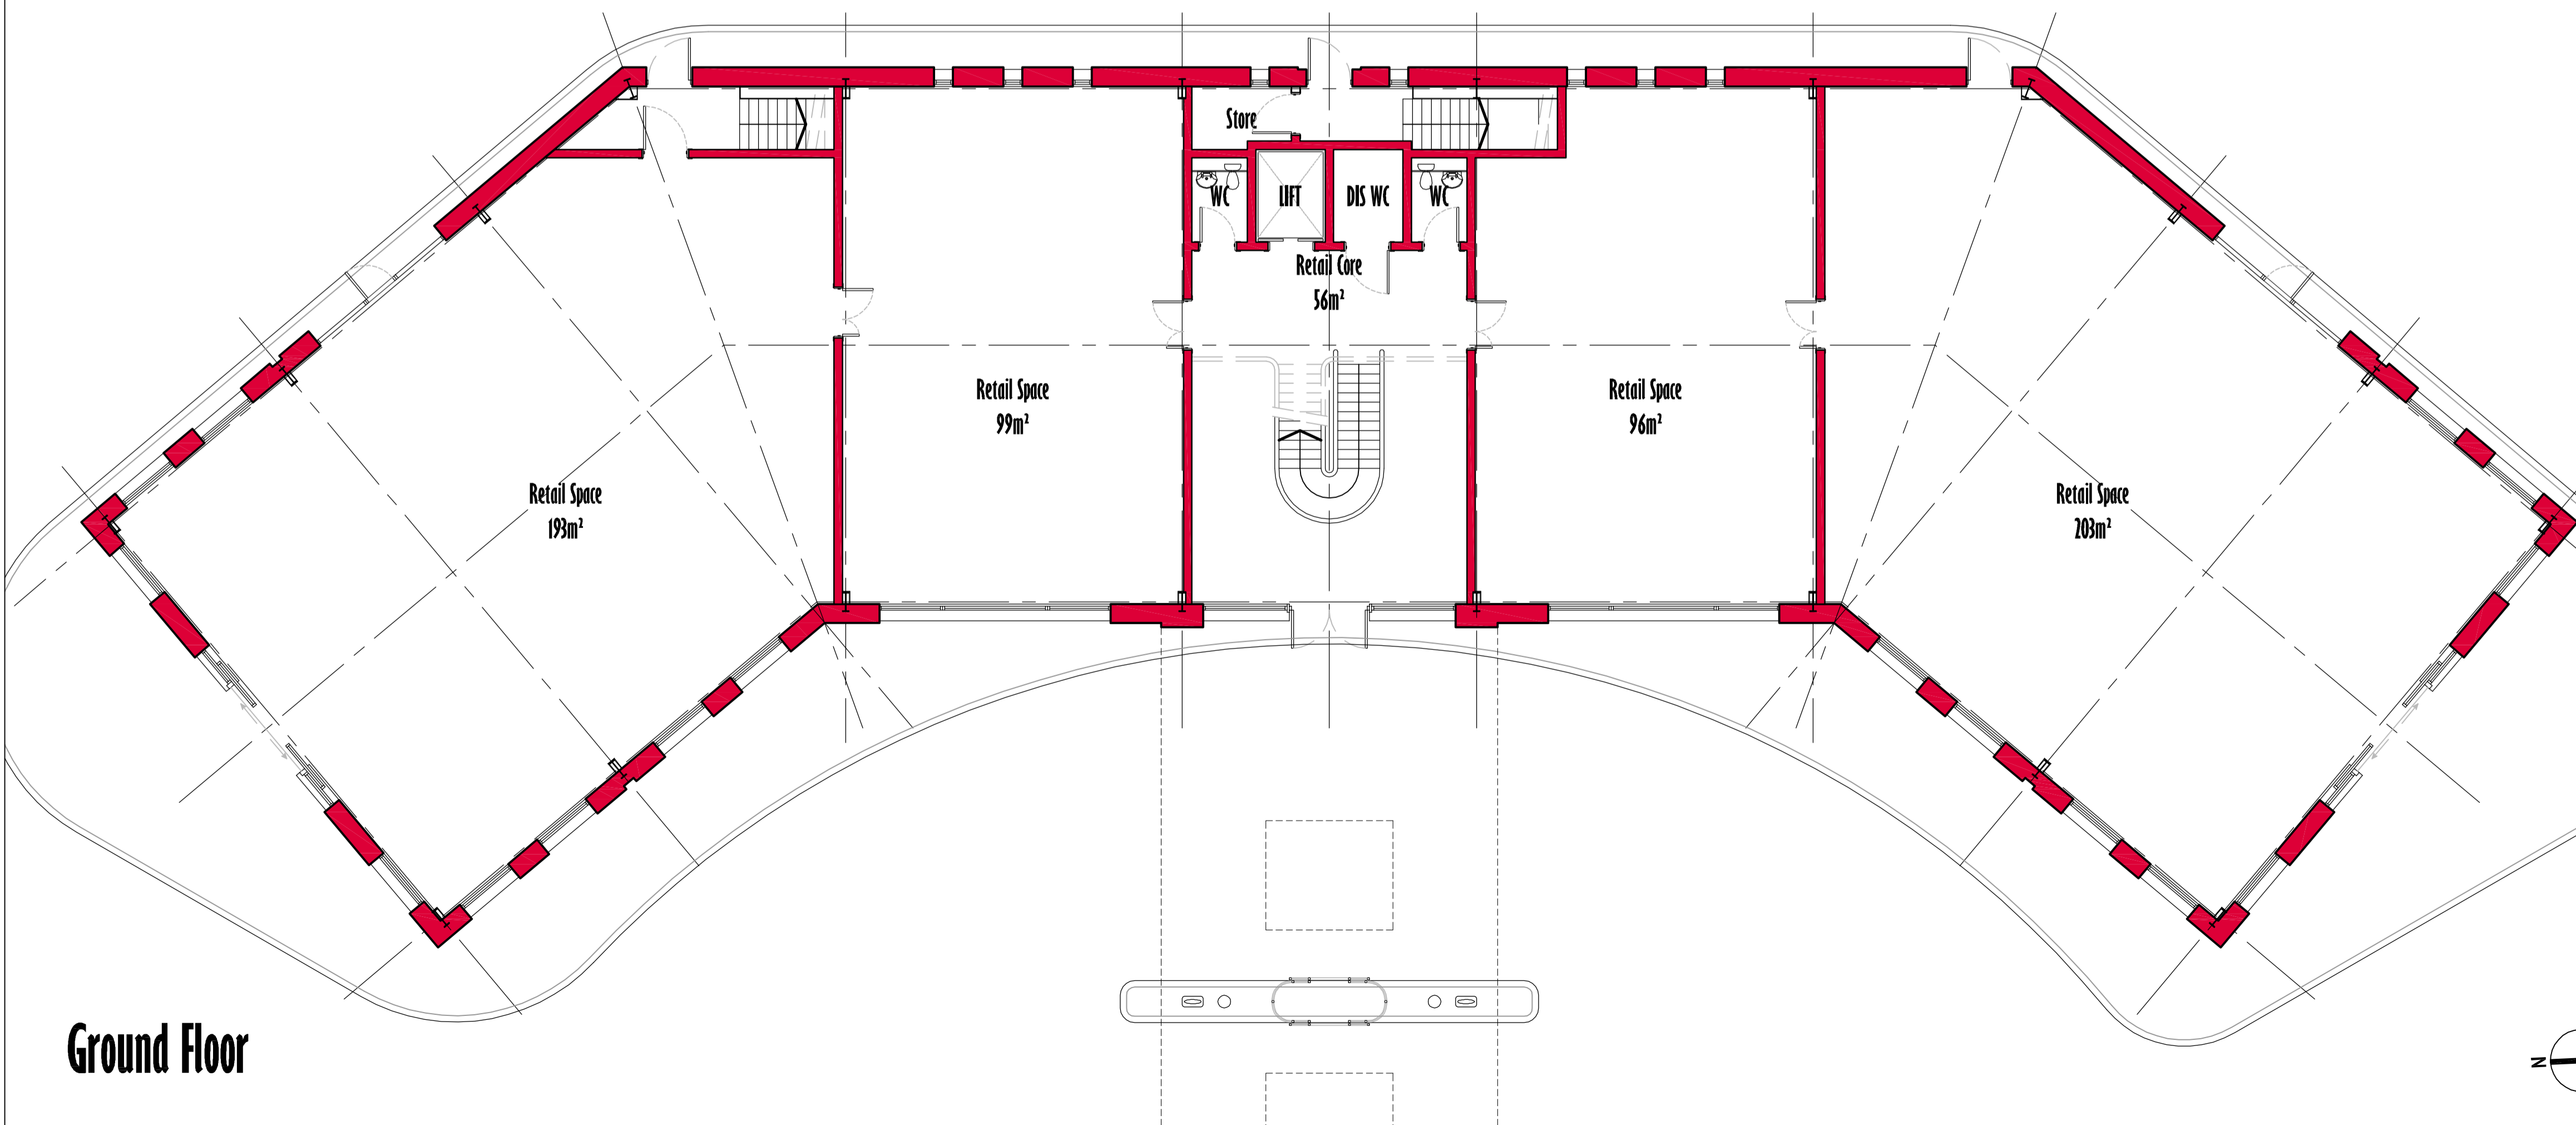 Store
WC
LIFT
DIS WC
WC
Retail Core
56m²
Retail Space
99m²
Retail Space
96m²
Retail Space
193m²
Retail Space
203m²
Ground Floor
N